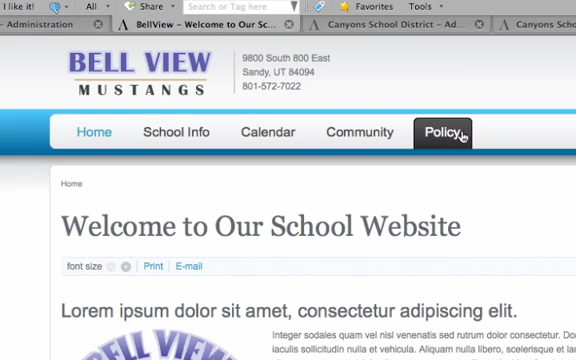 I like it! All Share Search or Tag here Favorites Tools
- Administration BellView – Welcome to Our Sc... Canyons School District – Ad... Canyons Scho
BELL VIEW
MUSTANGS
9800 South 800 East
Sandy, UT 84094
801-572-7022
Home School Info Calendar Community Policy
Home
Welcome to Our School Website
font size Print E-mail
Lorem ipsum dolor sit amet, consectetur adipiscing elit.
BELL VIEW
Integer sodales quam vel nisl venenatis sed rutrum dolor consectetur. Do
iaculis sollicitudin nulla et vehicula. Aliquam libero, scelerisque et la